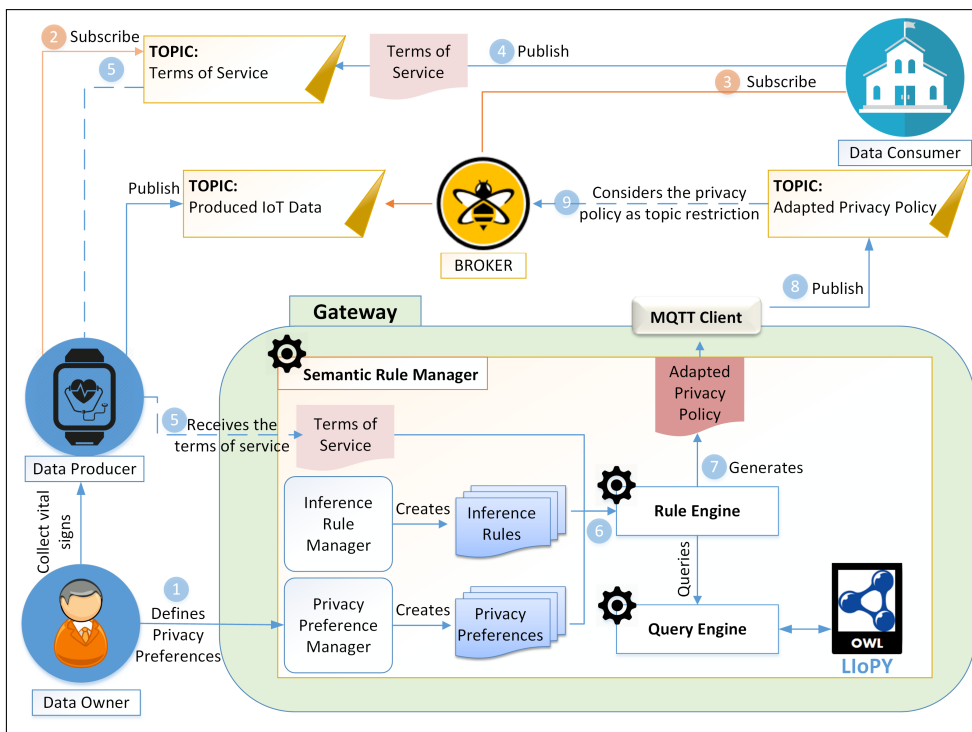 2 Subscribe
TOPIC:
Terms of Service
5
Terms of
Service
4 Publish
3 Subscribe
Data Consumer
Publish
TOPIC:
Produced IoT Data
BROKER
Considers the privacy
9
policy as topic restriction
TOPIC:
Adapted Privacy Policy
8 Publish
Gateway
MQTT Client
Semantic Rule Manager
Adapted
Privacy
Policy
Data Producer
5 Receives the
terms of service
Terms of
Service
7 Generates
Collect vital
signs
Inference
Rule
Manager
Creates
Inference
Rules
6
Rule Engine
Queries
1
Defines
Privacy
Preferences
Privacy
Preference
Manager
Creates
Privacy
Preferences
Query Engine
OWL
LIoPY
Data Owner